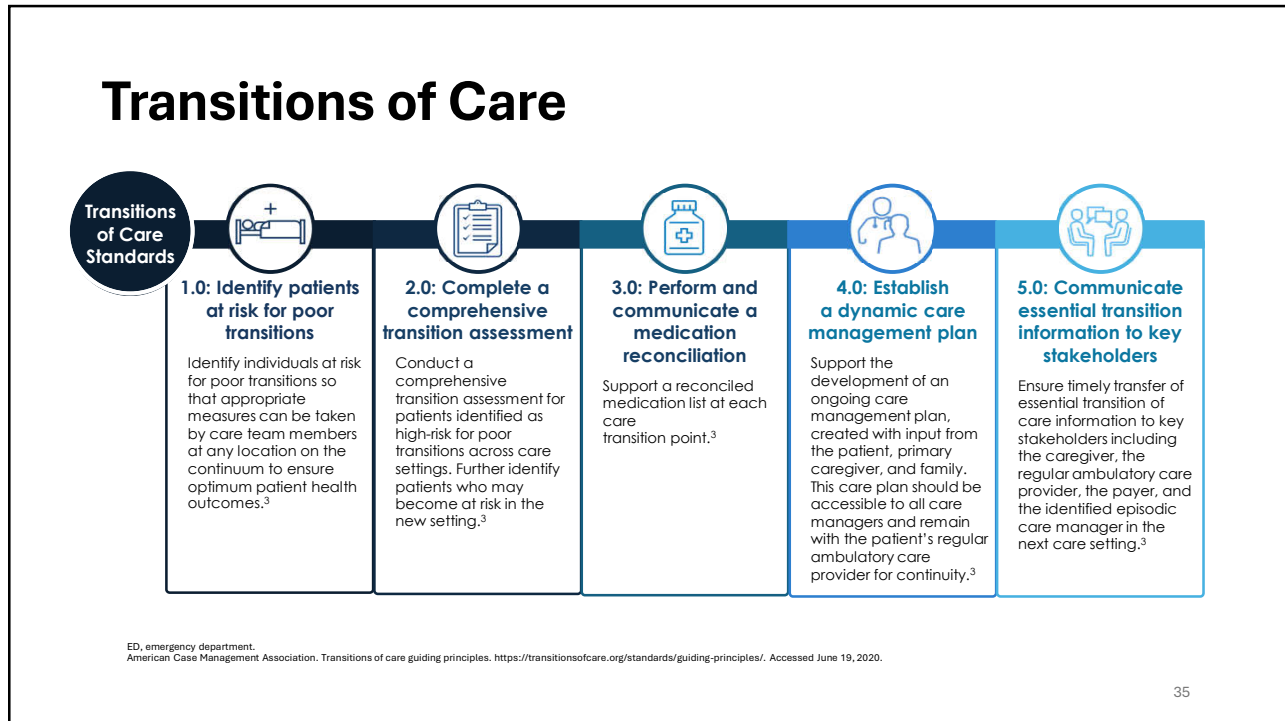 Transitions of Care
Transitions
of Care
Standards
1.0: Identify patients
at risk for poor
transitions
Identify individuals at risk
for poor transitions so
that appropriate
measures can be taken
by care team members
at any location on the
continuum to ensure
optimum patient health
outcomes.³
2.0: Complete a
comprehensive
transition assessment
Conduct a
comprehensive
transition assessment for
patients identified as
high-risk for poor
transitions across care
settings. Further identify
patients who may
become at risk in the
new setting.³
3.0: Perform and
communicate a
medication
reconciliation
Support a reconciled
medication list at each
care
transition point.³
4.0: Establish
a dynamic care
management plan
Support the
development of an
ongoing care
management plan,
created with input from
the patient, primary
caregiver, and family.
This care plan should be
accessible to all care
managers and remain
with the patient's regular
ambulatory care
provider for continuity.³
5.0: Communicate
essential transition
information to key
stakeholders
Ensure timely transfer of
essential transition of
care information to key
stakeholders including
the caregiver, the
regular ambulatory care
provider, the payer, and
the identified episodic
care manager in the
next care setting.³
ED, emergency department.
American Case Management Association. Transitions of care guiding principles. https://transitionsofcare.org/standards/guiding-principles/. Accessed June 19, 2020.
35